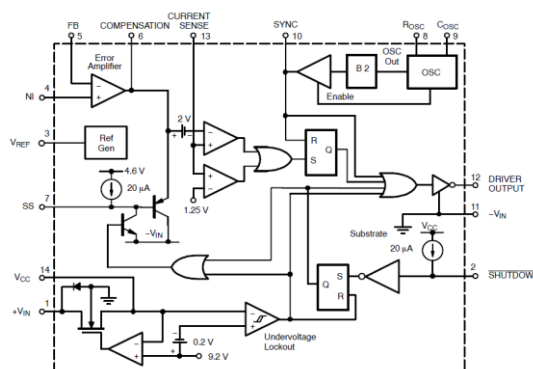 FB
5
COMPENSATION
6
CURRENT
SENSE
13
SYNC
10
ROSC
8
COSC
9
Error
Amplifier
OSC
Out
B 2
OSC
Enable
NI
4
2 V
+
−
−
+
−
+
−
+
R
S
Q
VREF
3
Ref
Gen
4.6 V
20 µA
SS
7
1.25 V
−VIN
12
DRIVER
OUTPUT
11
−VIN
Substrate
VCC
20 µA
2
SHUTDOW
S
R
Q
VCC
14
+VIN
1
−
+
−
+
0.2 V
9.2 V
−
+
Undervoltage
Lockout